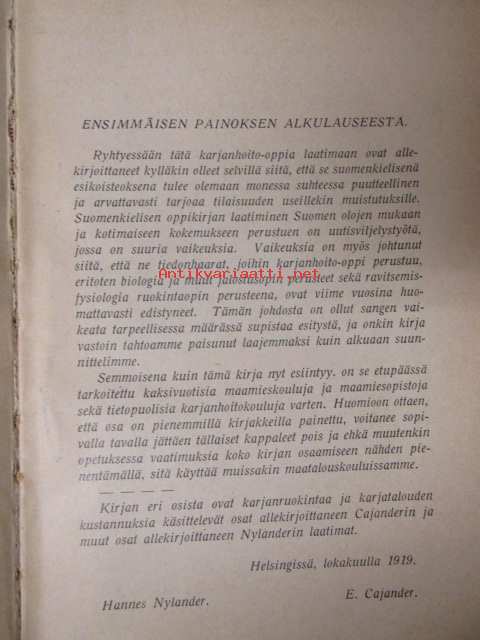 ENSIMMÄISEN PAINOKSEN ALKULAUSEESTA.
Ryhtyessään tätä karjanhoito-oppia laatimaan ovat alle-
kirjoittaneet kylläkin olleet selvillä siitä, että se suomenkielisenä
esikoisteoksena tulee olemaan monessa suhteessa puutteellinen
ja arvattavasti tarjoaa tilaisuuden useillekin muistutuksille.
Suomenkielisen oppikirjan laatiminen Suomen olojen mukaan
ja kotimaiseen kokemukseen perustuen on uutisviljelystyötä,
jossa on suuria vaikeuksia. Vaikeuksia on myös johtunut
siitä, että ne tiedonhaarat, joihin karjanhoito-oppi perustuu,
Antikvariaatti.net
eritoten biologia ja muut jalostusopin perusteet sekä ravitsemis-
fysiologia ruokintaopin perusteena, ovat viime vuosina huo-
mattavasti edistyneet. Tämän johdosta on ollut sangen vai-
keata tarpeellisessa määrässä supistaa esitystä, ja onkin kirja
vastoin tahtoamme paisunut laajemmaksi kuin alkuaan suun-
nittelimme.
Semmoisena kuin tämä kirja nyt esiintyy. on se etupäässä
tarkoitettu kaksivuotisia maamieskouluja ja maamiesopistoja
sekä tietopuolisia karjanhoitokouluja varten. Huomioon ottaen,
että osa on pienemmillä kirjakkeilla painettu, voitanee sopi-
valla tavalla jättäen tällaiset kappaleet pois ja ehkä muutenkin
opetuksessa vaatimuksia koko kirjan osaamiseen nähden pie-
nentämällä, sitä käyttää muissakin maatalouskouluissamme.
— — — —
Kirjan eri osista ovat karjanruokintaa ja karjatalouden
kustannuksia käsittelevät osat allekirjoittaneen Cajanderin ja
muut osat allekirjoittaneen Nylanderin laatimat.
Helsingissä, lokakuulla 1919.
Hannes Nylander. E. Cajander.